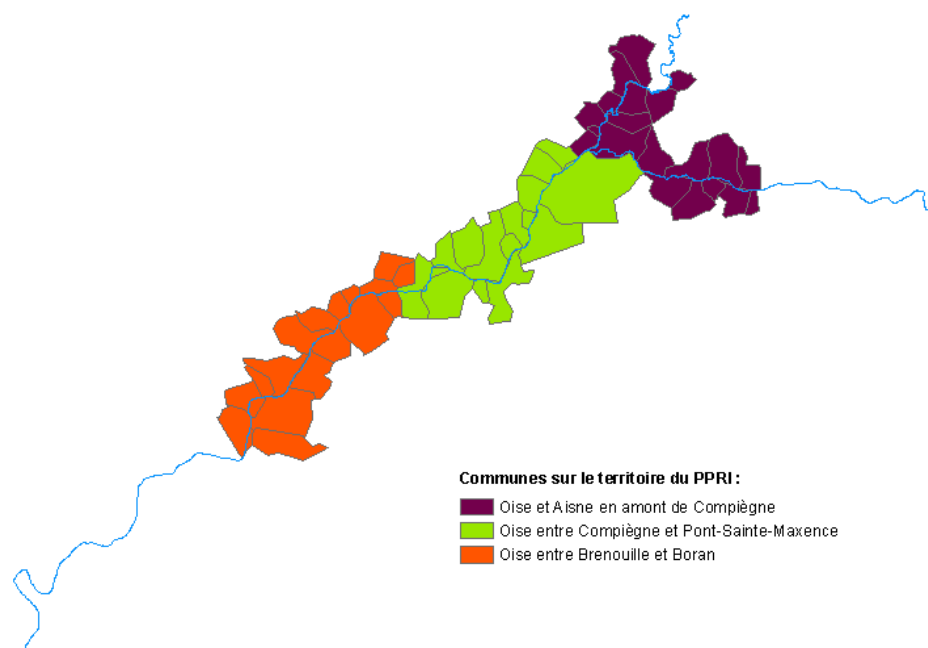 Communes sur le territoire du PPRI :
Oise et Aisne en amont de Compiègne
Oise entre Compiègne et Pont-Sainte-Maxence
Oise entre Brenouille et Boran